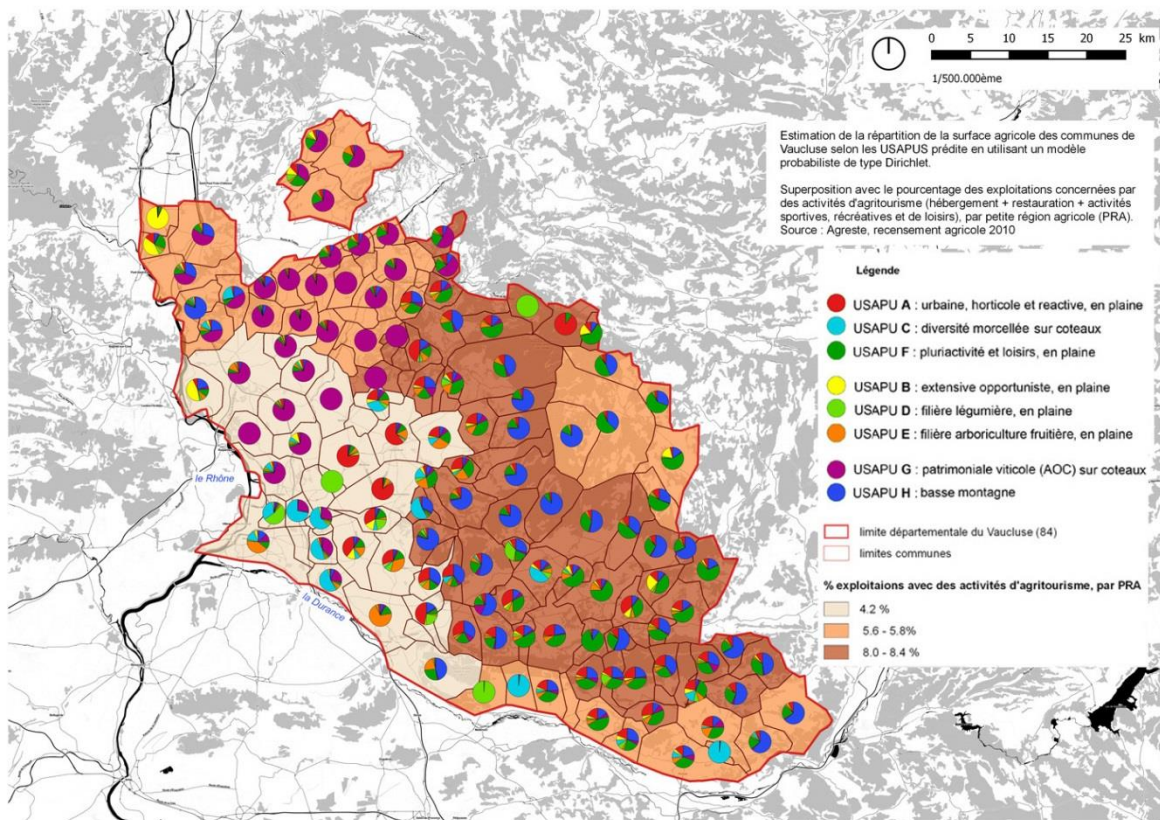 0 5 10 15 20 25 km
1/500.000ème
Estimation de la répartition de la surface agricole des communes de
Vaucluse selon les USAPUS prédite en utilisant un modèle
probabiliste de type Dirichlet.
Superposition avec le pourcentage des exploitations concernées par
des activités d'agritourisme (hébergement + restauration + activités
sportives, récréatives et de loisirs), par petite région agricole (PRA).
Source : Agreste, recensement agricole 2010
Légende
USAPU A : urbaine, horticole et reactive, en plaine
USAPU C : diversité morcellée sur coteaux
USAPU F : pluriactivité et loisirs, en plaine
USAPU B : extensive opportuniste, en plaine
USAPU D : filière légumière, en plaine
USAPU E : filière arboriculture fruitière, en plaine
USAPU G : patrimoniale viticole (AOC) sur coteaux
USAPU H : basse montagne
limite départementale du Vaucluse (84)
limites communes
% exploitaions avec des activités d'agritourisme, par PRA
4.2 %
5.6 - 5.8%
8.0 - 8.4 %
le Rhône
la Durance